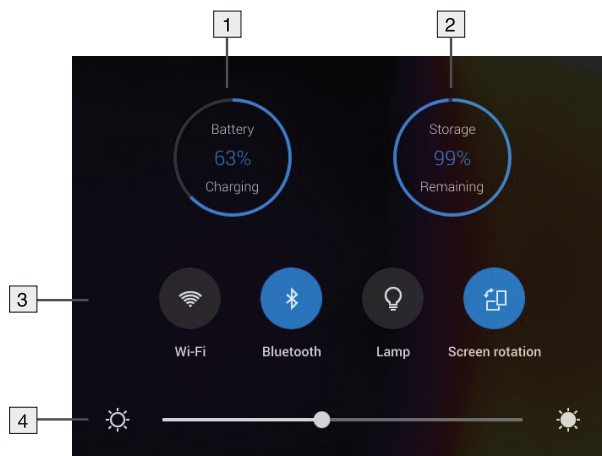 1
2
Battery
63%
Charging
Storage
99%
Remaining
3
Wi-Fi
Bluetooth
Lamp
Screen rotation
4